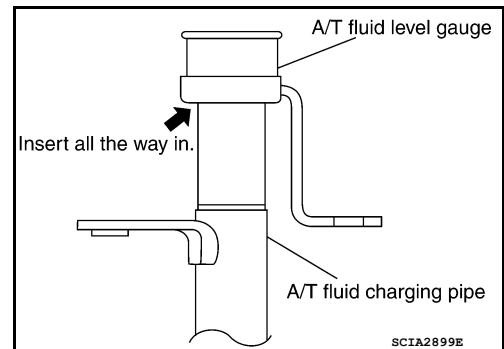 A/T fluid level gauge
Insert all the way in.
A/T fluid charging pipe
SCIA2899E